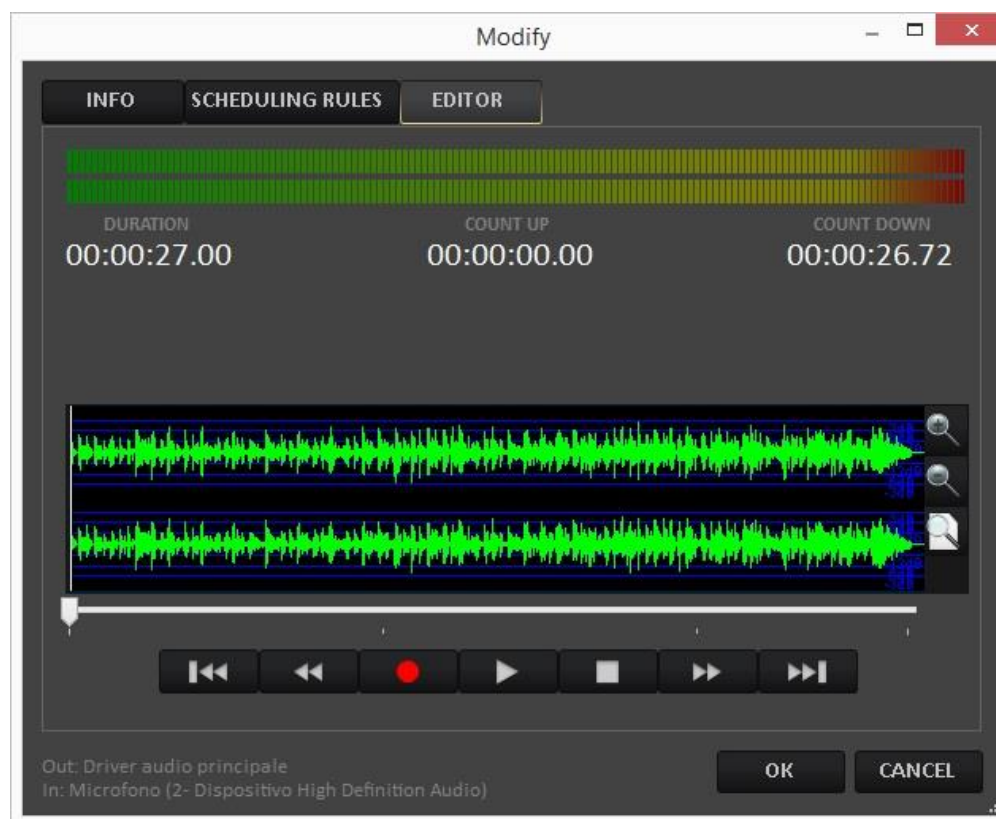 Modify
INFO SCHEDULING RULES EDITOR
DURATION COUNT UP COUNT DOWN
00:00:27.00 00:00:00.00 00:00:26.72
Out: Driver audio principale
In: Microfono (2- Dispositivo High Definition Audio)
OK CANCEL